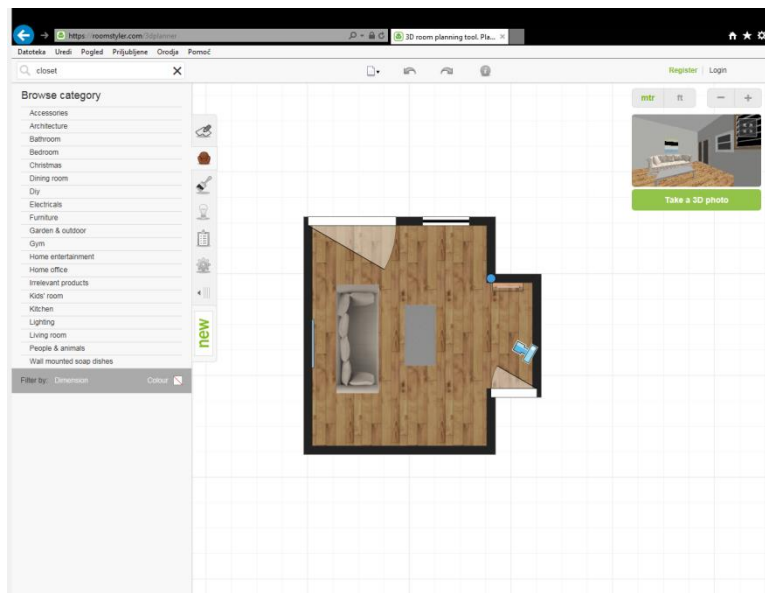 https://roomstyler.com/3dplanner
3D room planning tool. Pla...
Datoteka Uredi Pogled Priljubljene Orodja Pomoč
closet
Register Login
Browse category
mtr ft
Accessories
Architecture
Bathroom
Bedroom
Christmas
Dining room
Diy
Electricals
Furniture
Garden & outdoor
Gym
Home entertainment
Home office
Irrelevant products
Kids' room
Kitchen
Lighting
Living room
People & animals
Wall mounted soap dishes
Filter by: Dimension Colour
new
Take a 3D photo